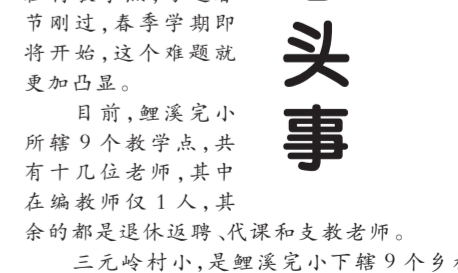 节刚过，春季学期即
将开始，这个难题就
更加凸显。
目前，鲤溪完小
所辖9个教学点，共
有十几位老师，其中
在编教师仅1人，其
余的都是退休返聘、代课和支教老师。
三元岭村小，是鲤溪完小下辖9个乡
头事